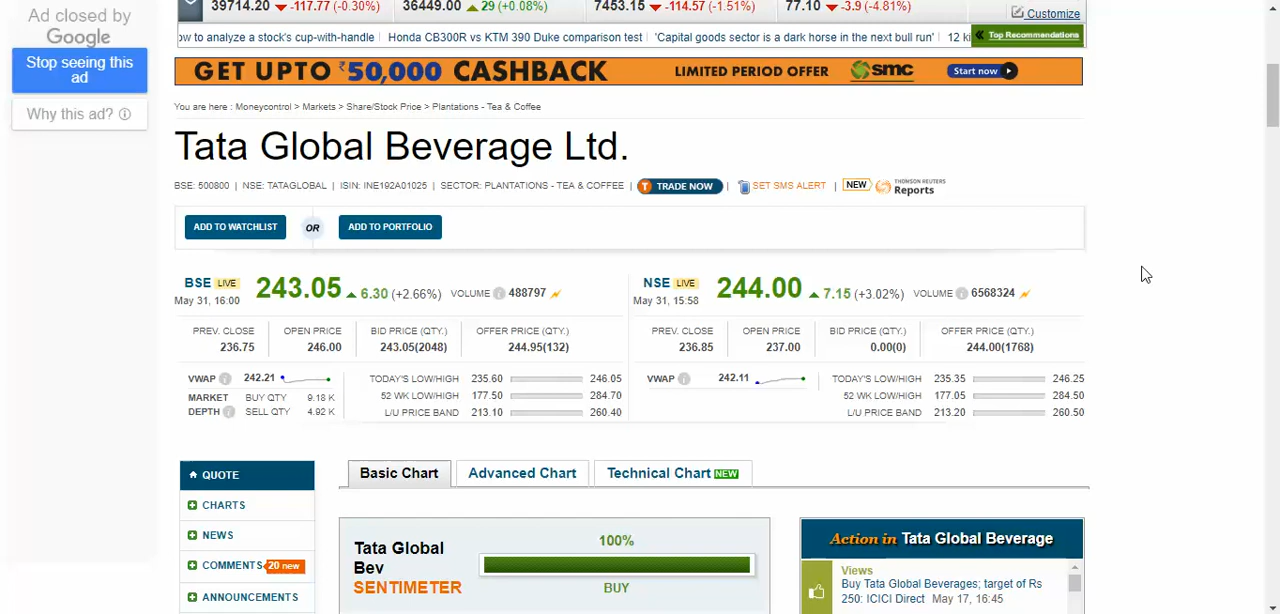 Ad closed by
Google
Stop seeing this
ad
Why this ad?
39714.20 -117.77 (-0.30%) 36449.00 29 (+0.08%) 7453.15 -114.57 (-1.51%) 77.10 -3.9 (-4.81%)
Customize
ow to analyze a stock's cup-with-handle | Honda CB300R vs KTM 390 Duke comparison test | 'Capital goods sector is a dark horse in the next bull run' | 12 ki
Top Recommendations
GET UPTO ₹50,000 CASHBACK LIMITED PERIOD OFFER smc Start now
You are here : Moneycontrol > Markets > Share/Stock Price > Plantations - Tea & Coffee
Tata Global Beverage Ltd.
BSE: 500800 | NSE: TATAGLOBAL | ISIN: INE192A01025 | SECTOR: PLANTATIONS - TEA & COFFEE | T TRADE NOW | SET SMS ALERT | NEW THOMSON REUTERS Reports
ADD TO WATCHLIST OR ADD TO PORTFOLIO
BSE LIVE 243.05 6.30 (+2.66%) VOLUME 488797
May 31, 16:00
PREV. CLOSE OPEN PRICE BID PRICE (QTY.) OFFER PRICE (QTY.)
236.75 246.00 243.05(2048) 244.95(132)
VWAP 242.21 TODAY'S LOW/HIGH 235.60 246.05
MARKET BUY QTY 9.18 K 52 WK LOW/HIGH 177.50 284.70
DEPTH SELL QTY 4.92 K L/U PRICE BAND 213.10 260.40
NSE LIVE 244.00 7.15 (+3.02%) VOLUME 6568324
May 31, 15:58
PREV. CLOSE OPEN PRICE BID PRICE (QTY.) OFFER PRICE (QTY.)
236.85 237.00 0.00(0) 244.00(1768)
VWAP 242.11 TODAY'S LOW/HIGH 235.35 246.25
52 WK LOW/HIGH 177.05 284.50
L/U PRICE BAND 213.20 260.50
QUOTE
CHARTS
NEWS
COMMENTS 20 new
ANNOUNCEMENTS
Basic Chart Advanced Chart Technical Chart NEW
Tata Global
Bev
SENTIMETER
100%
BUY
Action in Tata Global Beverage
Views
Buy Tata Global Beverages; target of Rs
250: ICICI Direct May 17, 16:45